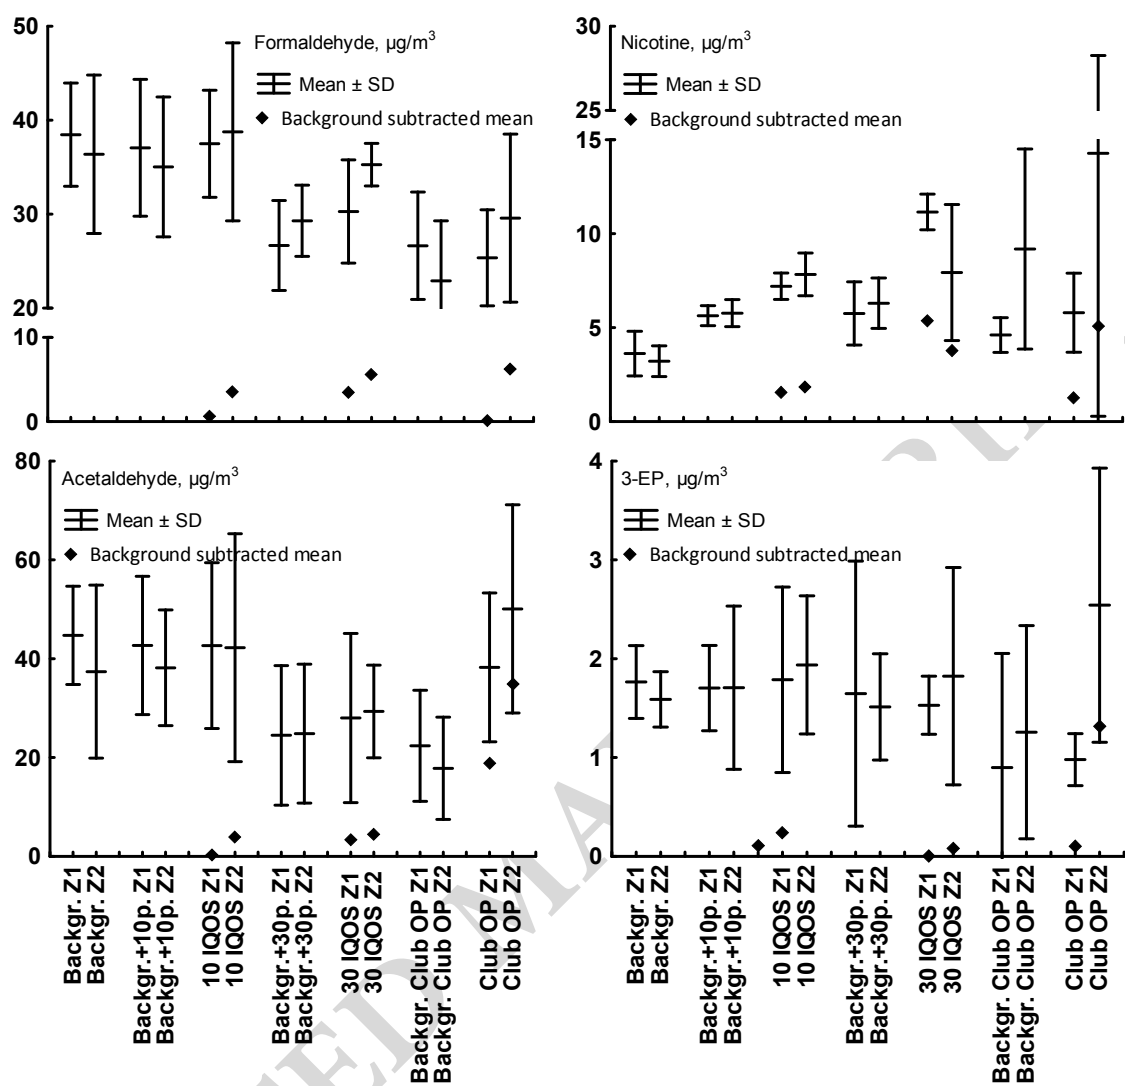 50
40
30
20
10
0
Formaldehyde, µg/m³
Mean ± SD
Background subtracted mean
30
25
15
10
5
0
Nicotine, µg/m³
Mean ± SD
Background subtracted mean
80
60
40
20
0
Acetaldehyde, µg/m³
Mean ± SD
Background subtracted mean
4
3
2
1
0
3-EP, µg/m³
Mean ± SD
Background subtracted mean
Backgr. Z1
Backgr. Z2
Backgr.+10p. Z1
Backgr.+10p. Z2
10 IQOS Z1
10 IQOS Z2
Backgr.+30p. Z1
Backgr.+30p. Z2
30 IQOS Z1
30 IQOS Z2
Backgr. Club OP Z1
Backgr. Club OP Z2
Club OP Z1
Club OP Z2
Backgr. Z1
Backgr. Z2
Backgr.+10p. Z1
Backgr.+10p. Z2
10 IQOS Z1
10 IQOS Z2
Backgr.+30p. Z1
Backgr.+30p. Z2
30 IQOS Z1
30 IQOS Z2
Backgr. Club OP Z1
Backgr. Club OP Z2
Club OP Z1
Club OP Z2